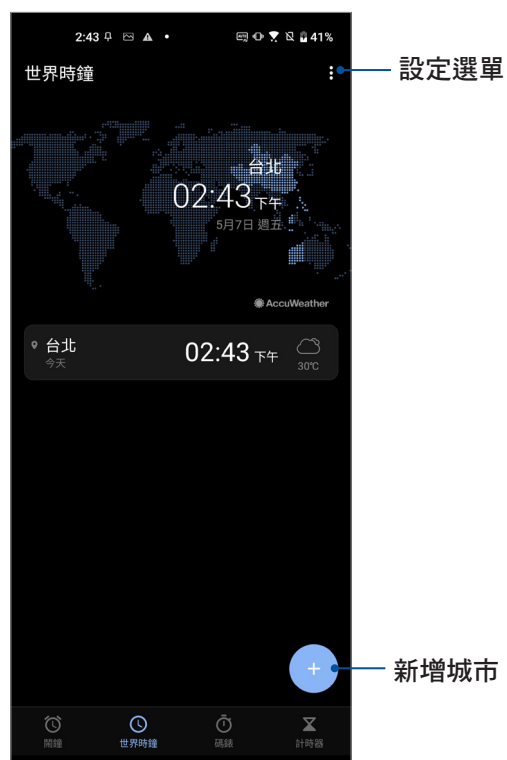 2:43
41%
世界時鐘
設定選單
台北
02:43 下午
5月7日 週五
AccuWeather
台北
今天
02:43 下午
30°C
新增城市
鬧鐘
世界時鐘
碼錶
計時器